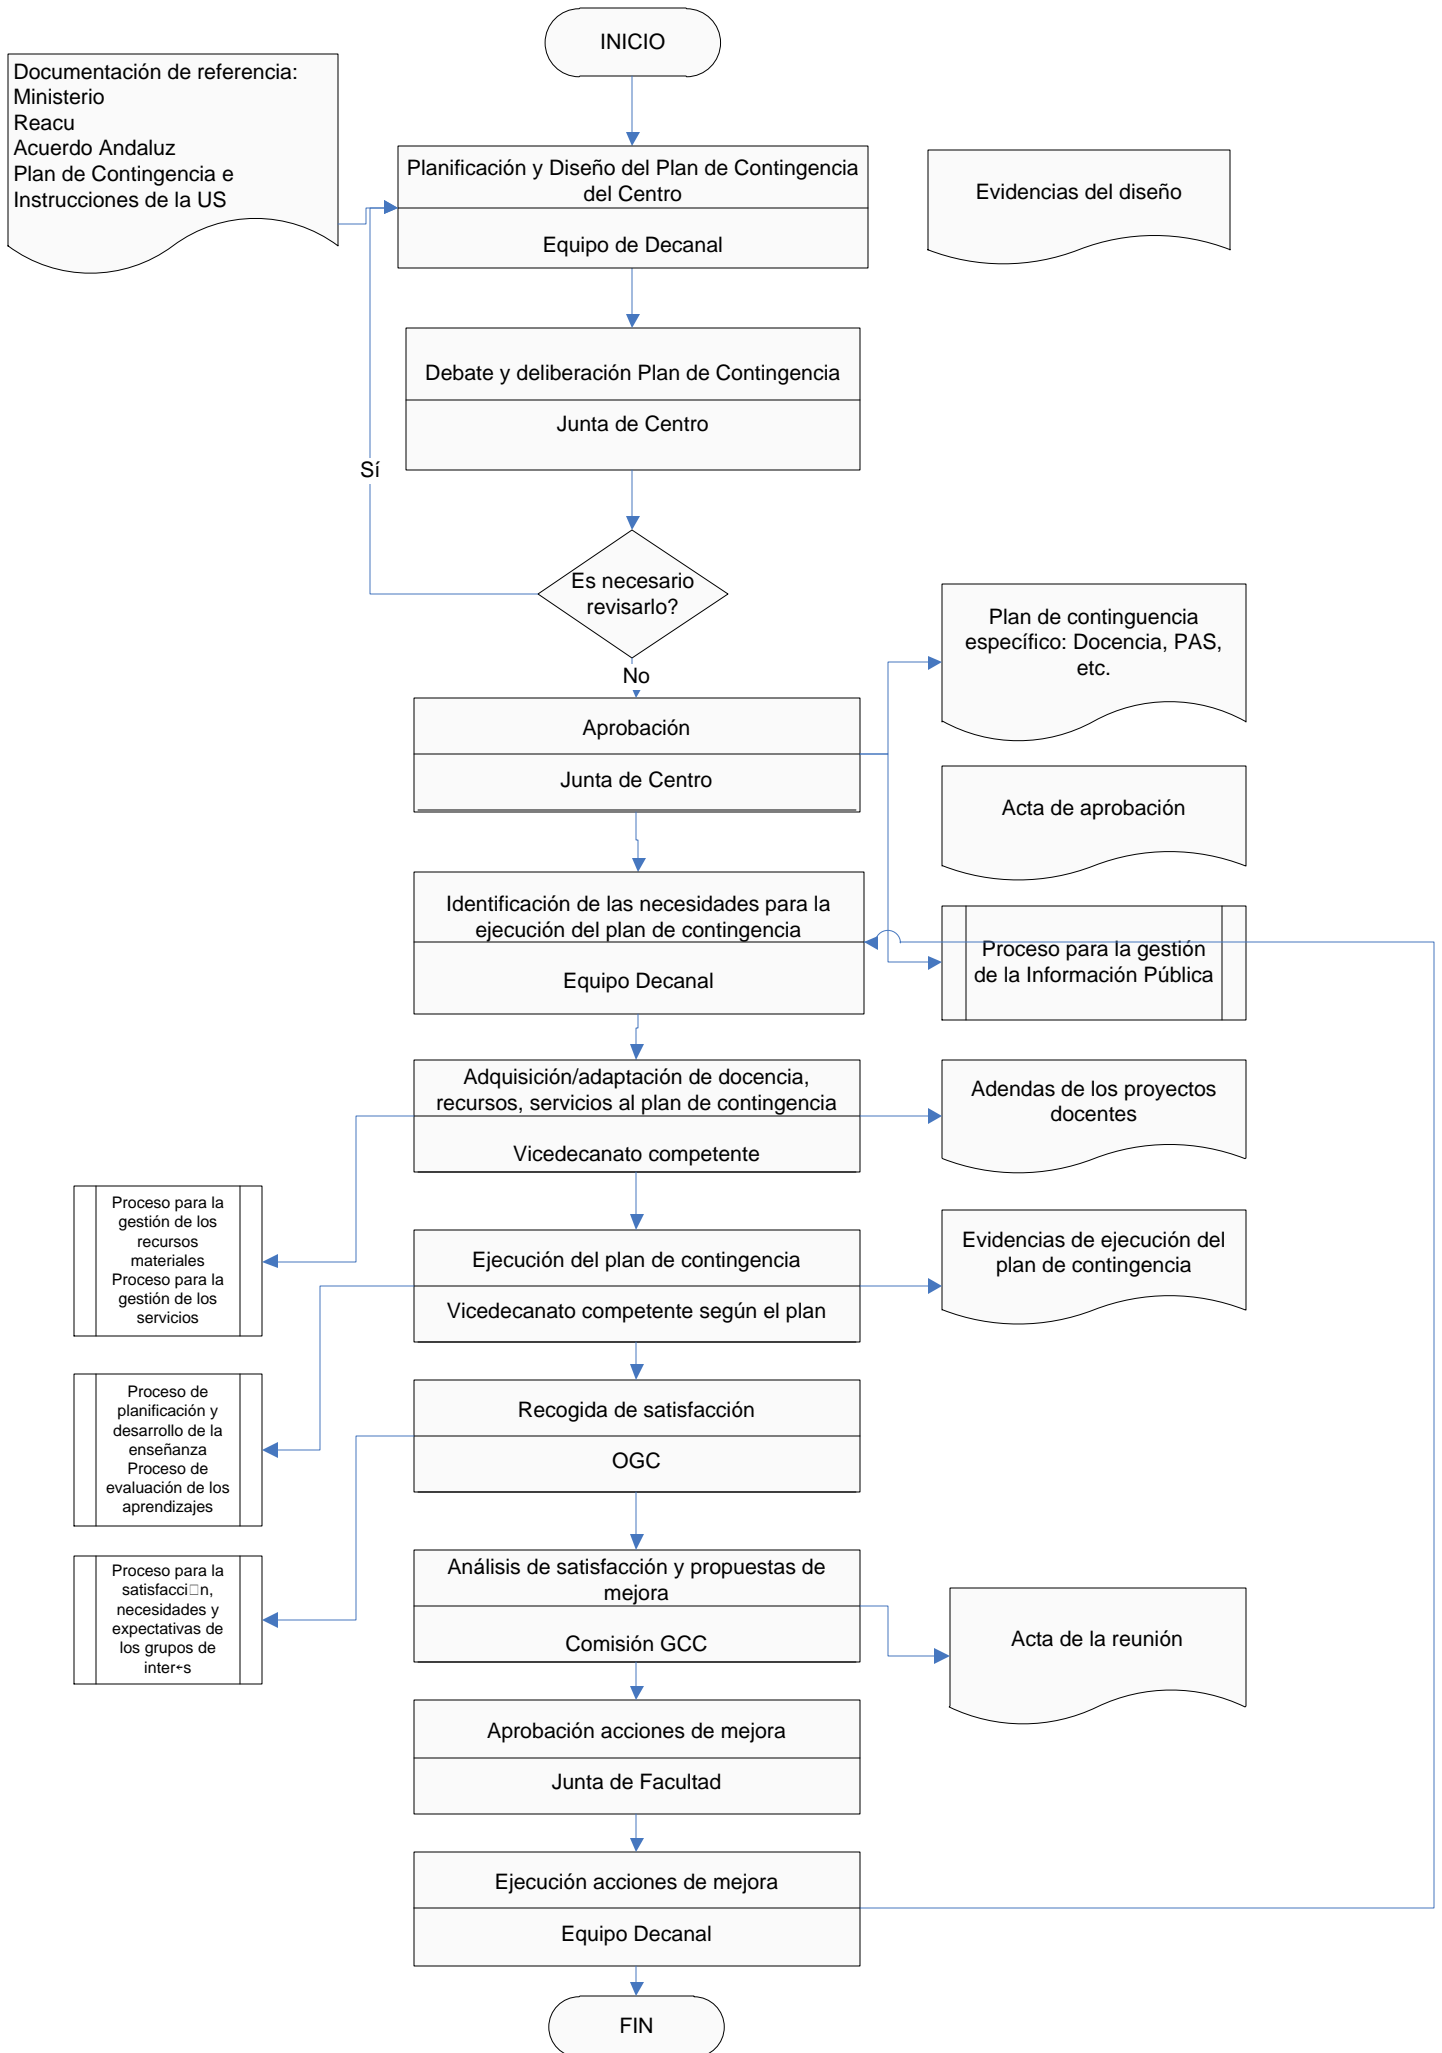 INICIO
Documentación de referencia:
Ministerio
Reacu
Acuerdo Andaluz
Plan de Contingencia e
Instrucciones de la US
Planificación y Diseño del Plan de Contingencia
del Centro
Equipo de Decanal
Evidencias del diseño
Debate y deliberación Plan de Contingencia
Junta de Centro
Sí
Es necesario
revisarlo?
No
Plan de continguencia
específico: Docencia, PAS,
etc.
Aprobación
Junta de Centro
Acta de aprobación
Identificación de las necesidades para la
ejecución del plan de contingencia
Equipo Decanal
Proceso para la gestión
de la Información Pública
Adquisición/adaptación de docencia,
recursos, servicios al plan de contingencia
Vicedecanato competente
Adendas de los proyectos
docentes
Proceso para la
gestión de los
recursos
materiales
Proceso para la
gestión de los
servicios
Ejecución del plan de contingencia
Vicedecanato competente según el plan
Evidencias de ejecución del
plan de contingencia
Proceso de
planificación y
desarrollo de la
enseñanza
Proceso de
evaluación de los
aprendizajes
Recogida de satisfacción
OGC
Proceso para la
satisfacci□n,
necesidades y
expectativas de
los grupos de
inter←s
Análisis de satisfacción y propuestas de
mejora
Comisión GCC
Acta de la reunión
Aprobación acciones de mejora
Junta de Facultad
Ejecución acciones de mejora
Equipo Decanal
FIN